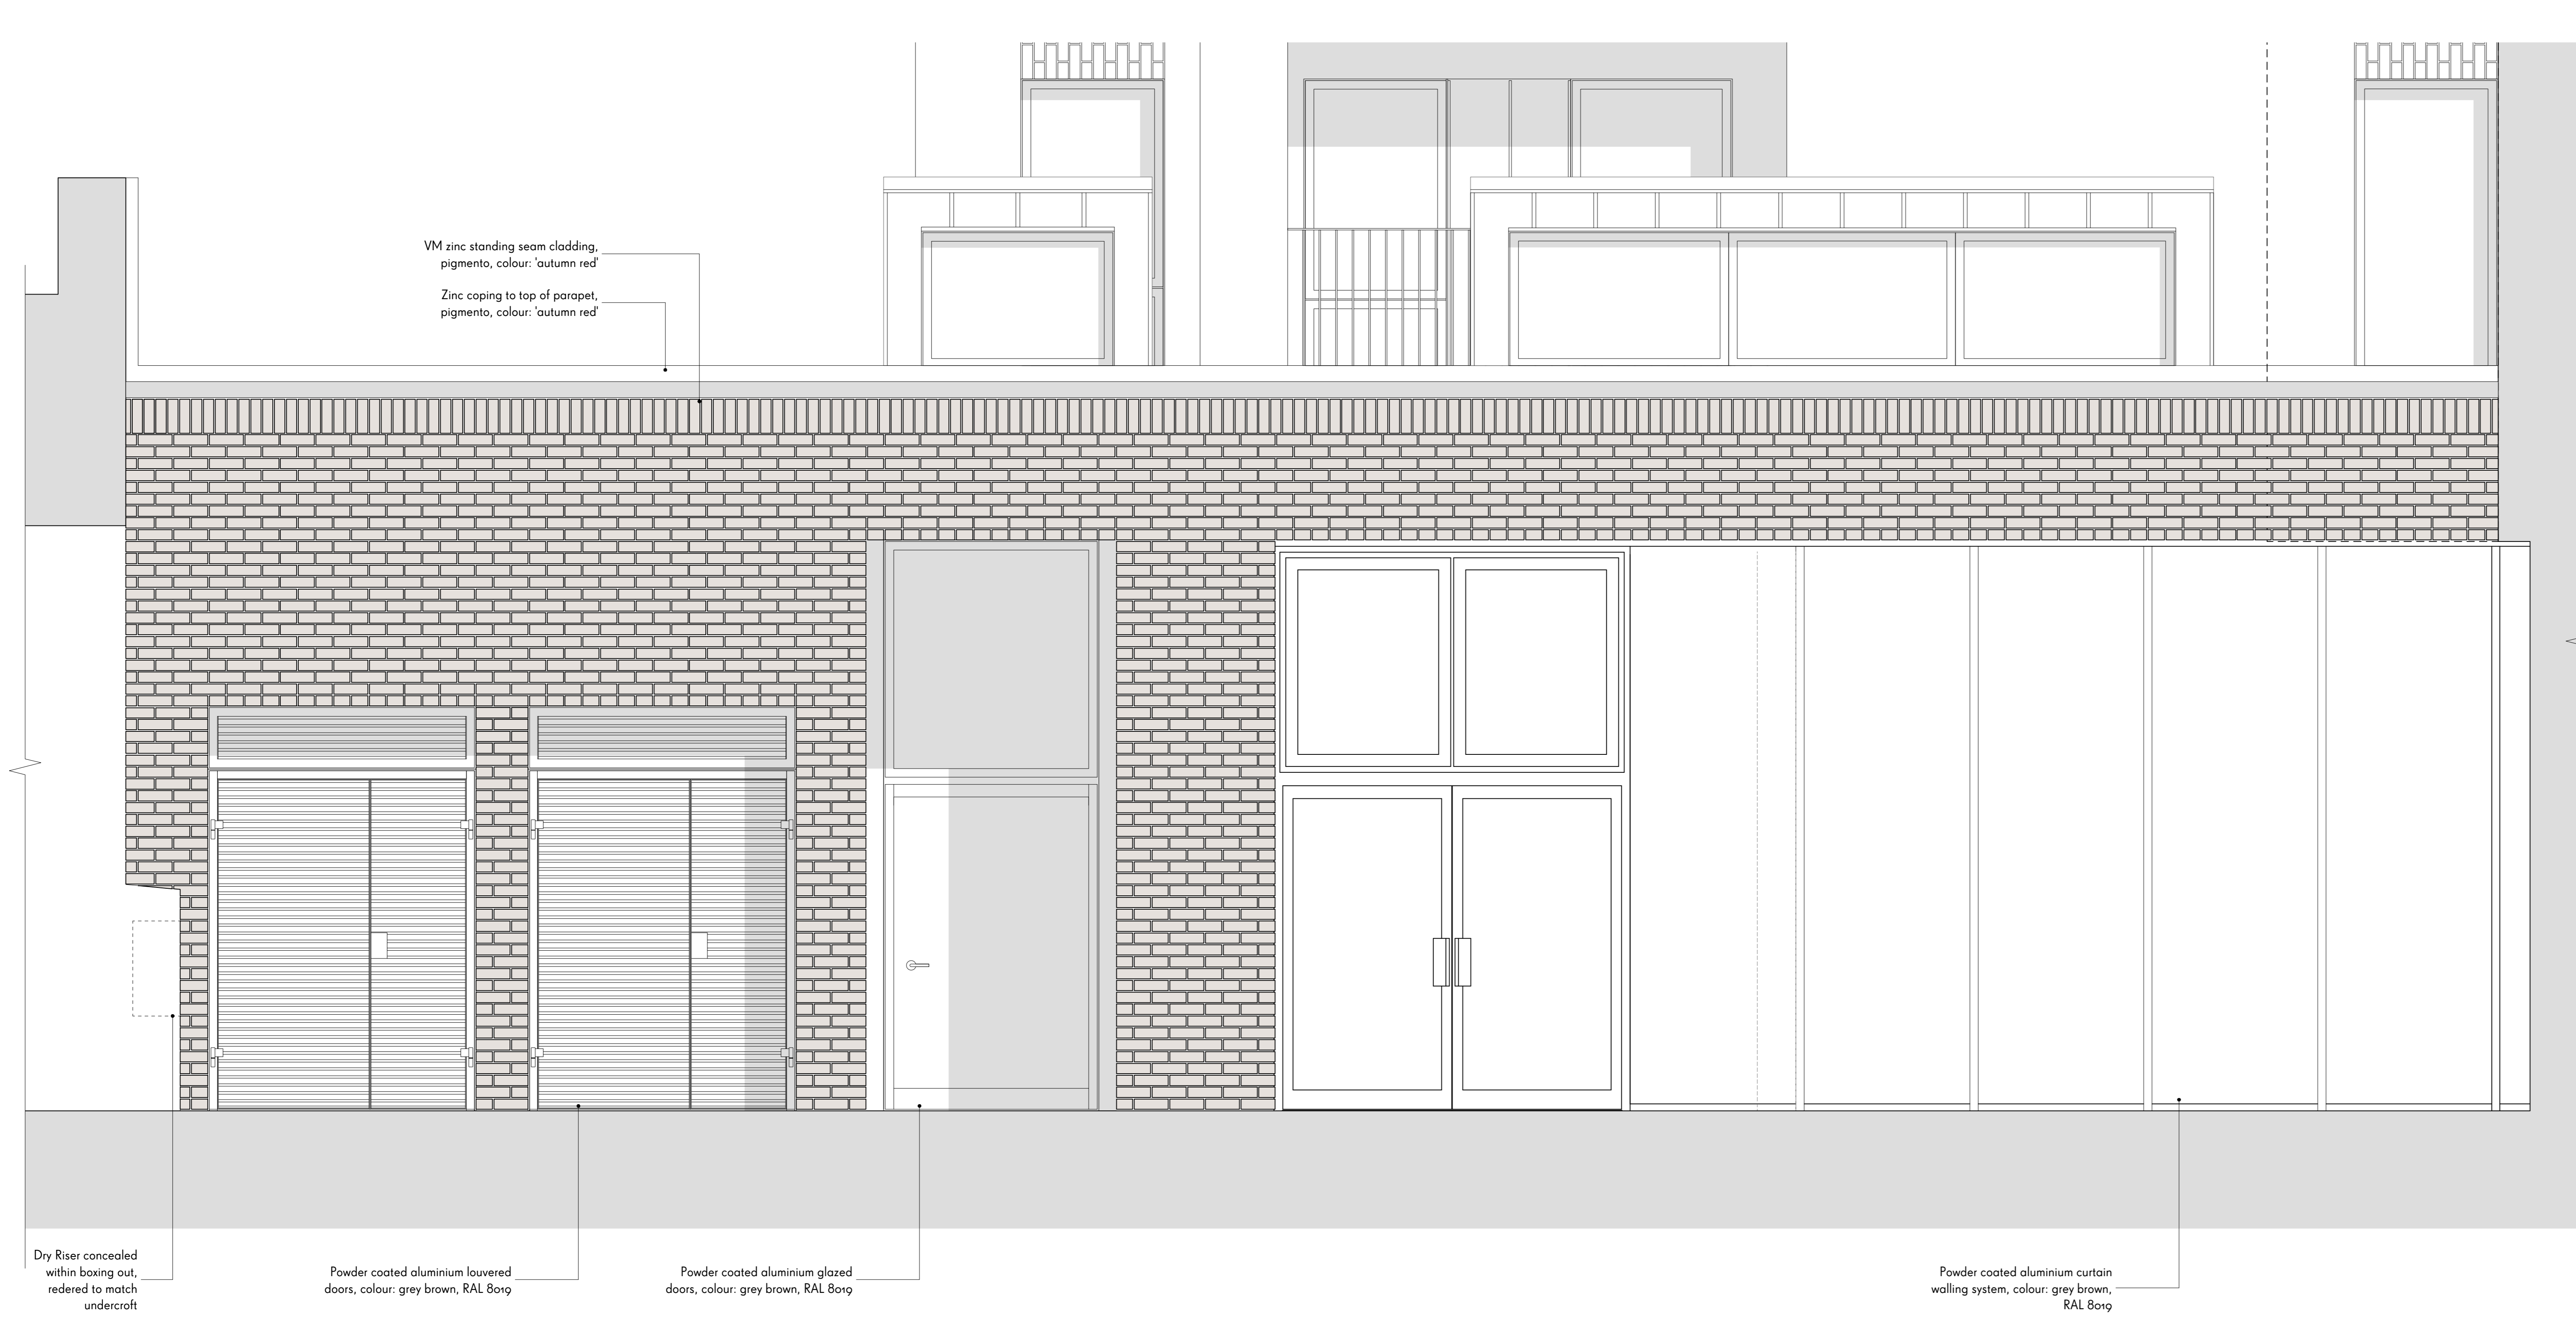 VM zinc standing seam cladding,
pigmento, colour: 'autumn red'
Zinc coping to top of parapet,
pigmento, colour: 'autumn red'
Dry Riser concealed
within boxing out,
redered to match
undercroft
Powder coated aluminium louvered
doors, colour: grey brown, RAL 8019
Powder coated aluminium glazed
doors, colour: grey brown, RAL 8019
Powder coated aluminium curtain
walling system, colour: grey brown,
RAL 8019